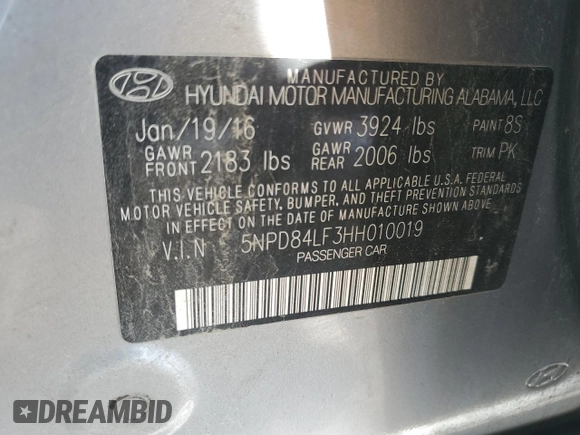 MANUFACTURED BY
HYUNDAI MOTOR MANUFACTURING ALABAMA, LLC
Jan/19/16 GVWR 3924 lbs PAINT 8S
GAWR FRONT 2183 lbs GAWR REAR 2006 lbs TRIM PK
THIS VEHICLE CONFORMS TO ALL APPLICABLE U.S.A. FEDERAL
MOTOR VEHICLE SAFETY, BUMPER, AND THEFT PREVENTION STANDARDS
IN EFFECT ON THE DATE OF MANUFACTURE SHOWN ABOVE.
V.I.N 5NPD84LF3HH010019
PASSENGER CAR
DREAMBID